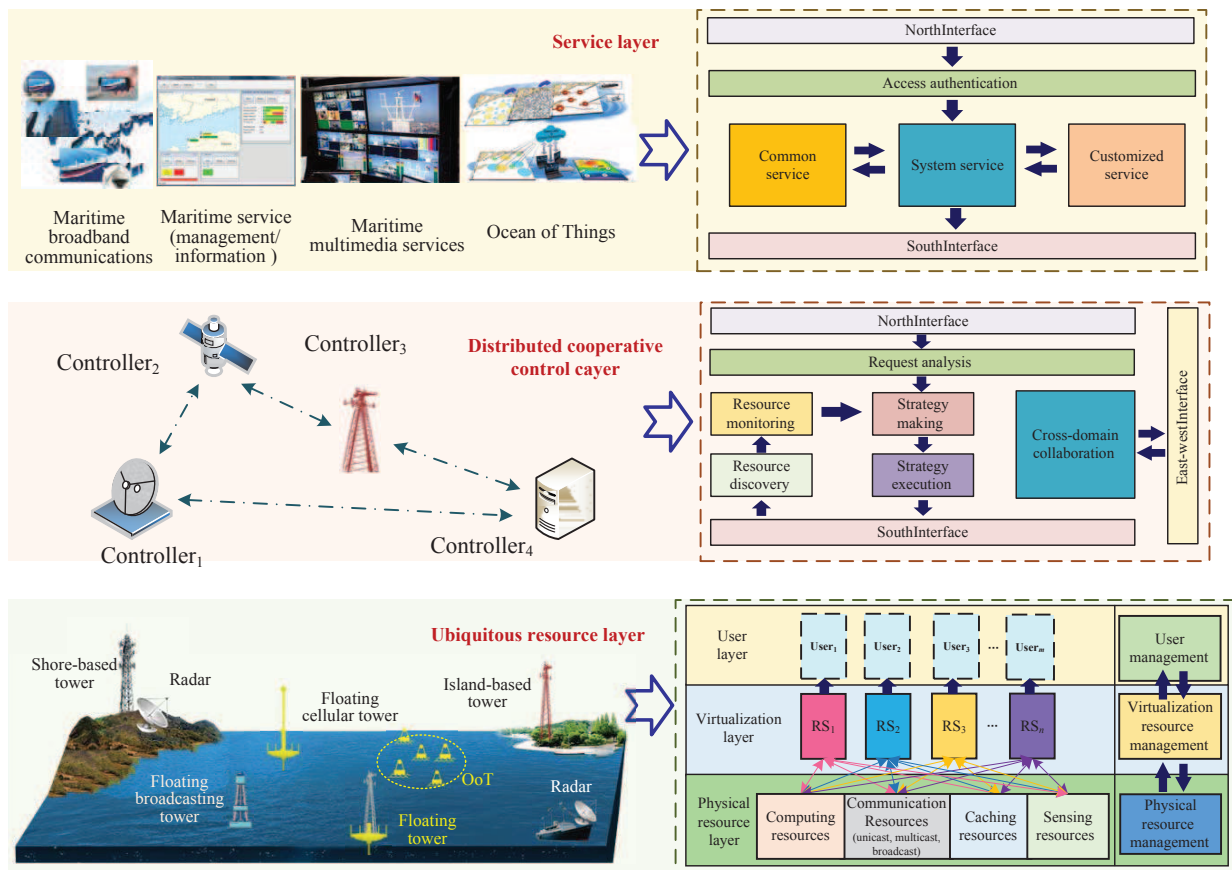 Service layer
Maritime
broadband
communications
Maritime service
(management/
information )
Maritime
multimedia services
Ocean of Things
NorthInterface
Access authentication
Common
service
System service
Customized
service
SouthInterface
Controller2
Controller3
Controller1
Controller4
Distributed cooperative
control cayer
NorthInterface
Request analysis
Resource
monitoring
Strategy
making
Resource
discovery
Strategy
execution
Cross-domain
collaboration
SouthInterface
East-westInterface
Ubiquitous resource layer
Shore-based
tower
Radar
Floating
cellular tower
Island-based
tower
OoT
Floating
broadcasting
tower
Floating
tower
Radar
User
layer
User1
User2
User3
...
Userm
User
management
Virtualization
layer
RS1
RS2
RS3
...
RSn
Virtualization
resource
management
Physical
resource
layer
Computing
resources
Communication
Resources
(unicast, multicast,
broadcast)
Caching
resources
Sensing
resources
Physical
resource
management